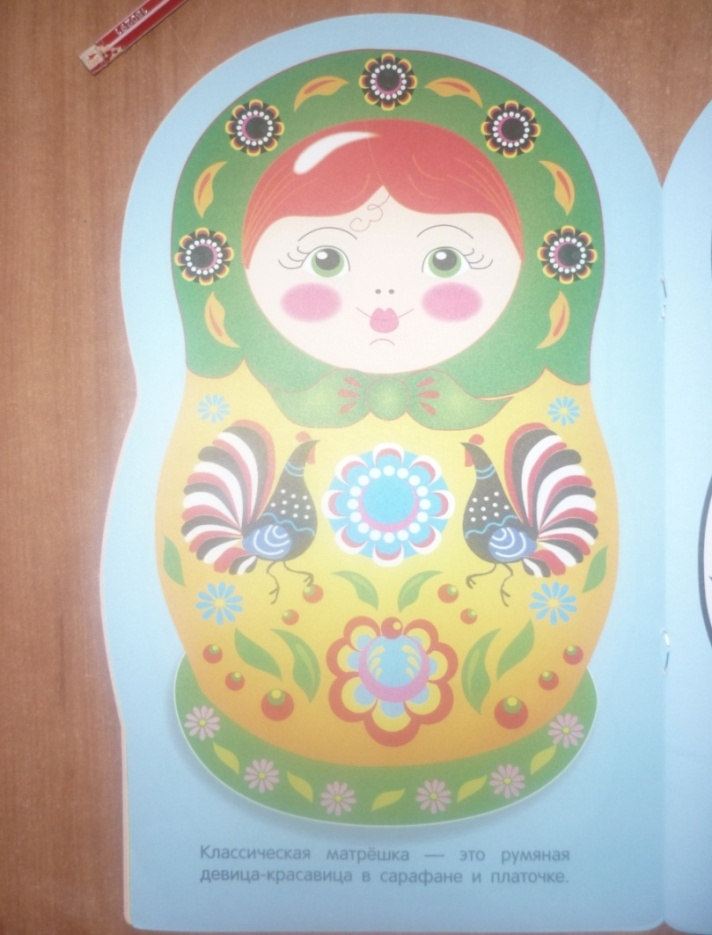 Классическая матрёшка — это румяная
девица-красавица в сарафане и платочке.